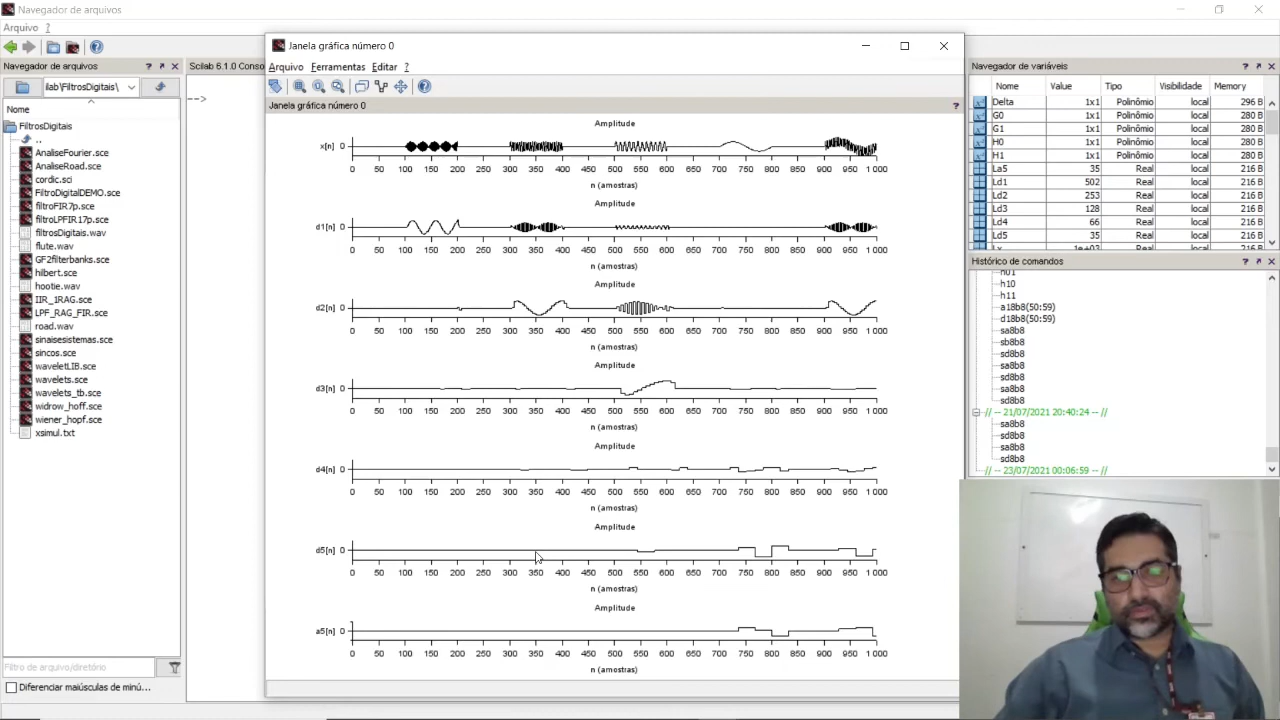 Navegador de arquivos
Arquivo ?
Navegador de arquivos ? ↗ ✕
ilab\FiltrosDigitais\
Nome
FiltrosDigitais
..
AnaliseFourier.sce
AnaliseRoad.sce
cordic.sci
FiltroDigitalDEMO.sce
filtroFIR7p.sce
filtroLPFIR17p.sce
filtrosDigitais.wav
flute.wav
GF2filterbanks.sce
hilbert.sce
hootie.wav
IIR_1RAG.sce
LPF_RAG_FIR.sce
road.wav
sinaisesistemas.sce
sincos.sce
waveletLIB.sce
wavelets.sce
wavelets_tb.sce
widrow_hoff.sce
wiener_hopf.sce
xsimul.txt
Filtro de arquivo/diretório
Diferenciar maiúsculas de minú...
Scilab 6.1.0 Conso
-->
Janela gráfica número 0
Arquivo Ferramentas Editar ?
Janela gráfica número 0 ?
Amplitude
x[n] 0
0 50 100 150 200 250 300 350 400 450 500 550 600 650 700 750 800 850 900 950 1 000
n (amostras)
Amplitude
d1[n] 0
0 50 100 150 200 250 300 350 400 450 500 550 600 650 700 750 800 850 900 950 1 000
n (amostras)
Amplitude
d2[n] 0
0 50 100 150 200 250 300 350 400 450 500 550 600 650 700 750 800 850 900 950 1 000
n (amostras)
Amplitude
d3[n] 0
0 50 100 150 200 250 300 350 400 450 500 550 600 650 700 750 800 850 900 950 1 000
n (amostras)
Amplitude
d4[n] 0
0 50 100 150 200 250 300 350 400 450 500 550 600 650 700 750 800 850 900 950 1 000
n (amostras)
Amplitude
d5[n] 0
0 50 100 150 200 250 300 350 400 450 500 550 600 650 700 750 800 850 900 950 1 000
n (amostras)
Amplitude
a5[n] 0
0 50 100 150 200 250 300 350 400 450 500 550 600 650 700 750 800 850 900 950 1 000
n (amostras)
Navegador de variáveis ? ↗ ✕
Nome Value Tipo Visibilidade Memory
Delta 1x1 Polinômio local 296 B
G0 1x1 Polinômio local 280 B
G1 1x1 Polinômio local 280 B
H0 1x1 Polinômio local 280 B
H1 1x1 Polinômio local 280 B
La5 35 Real local 216 B
Ld1 502 Real local 216 B
Ld2 253 Real local 216 B
Ld3 128 Real local 216 B
Ld4 66 Real local 216 B
Ld5 35 Real local 216 B
Lx 1e+03 Real local 216 B
Histórico de comandos ? ↗ ✕
h01
h10
h11
a18b8(50:59)
d18b8(50:59)
sa8b8
sb8b8
sd8b8
sa8b8
sd8b8
sa8b8
sd8b8
// -- 21/07/2021 20:40:24 -- //
sa8b8
sd8b8
sa8b8
sd8b8
// -- 23/07/2021 00:06:59 -- //